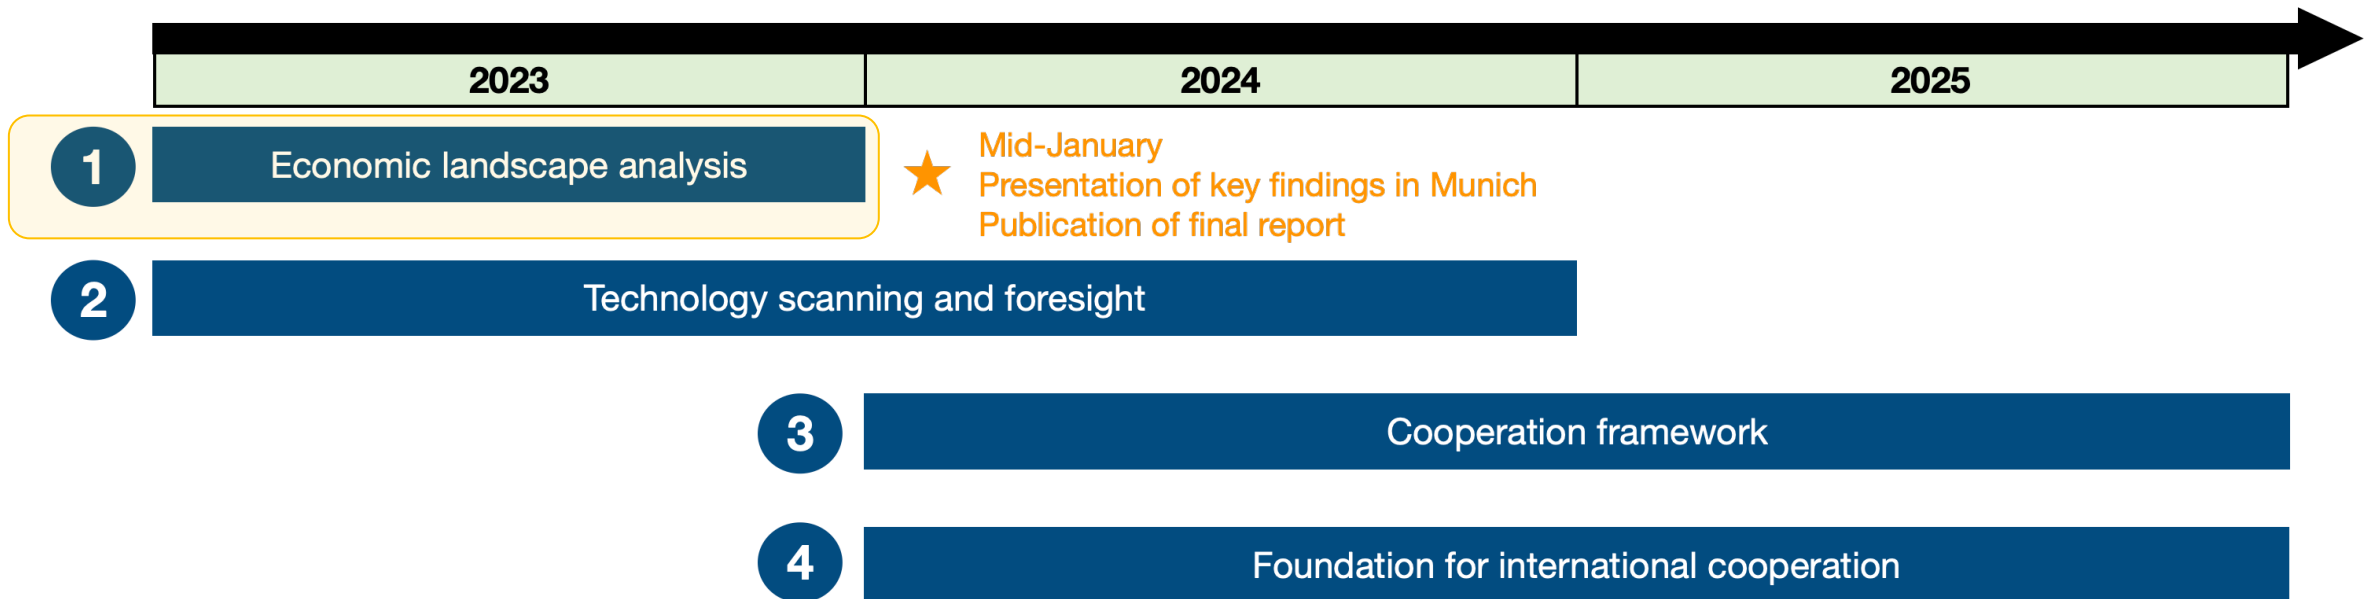 2023 2024 2025
1 Economic landscape analysis
Mid-January
Presentation of key findings in Munich
Publication of final report
2 Technology scanning and foresight
3 Cooperation framework
4 Foundation for international cooperation